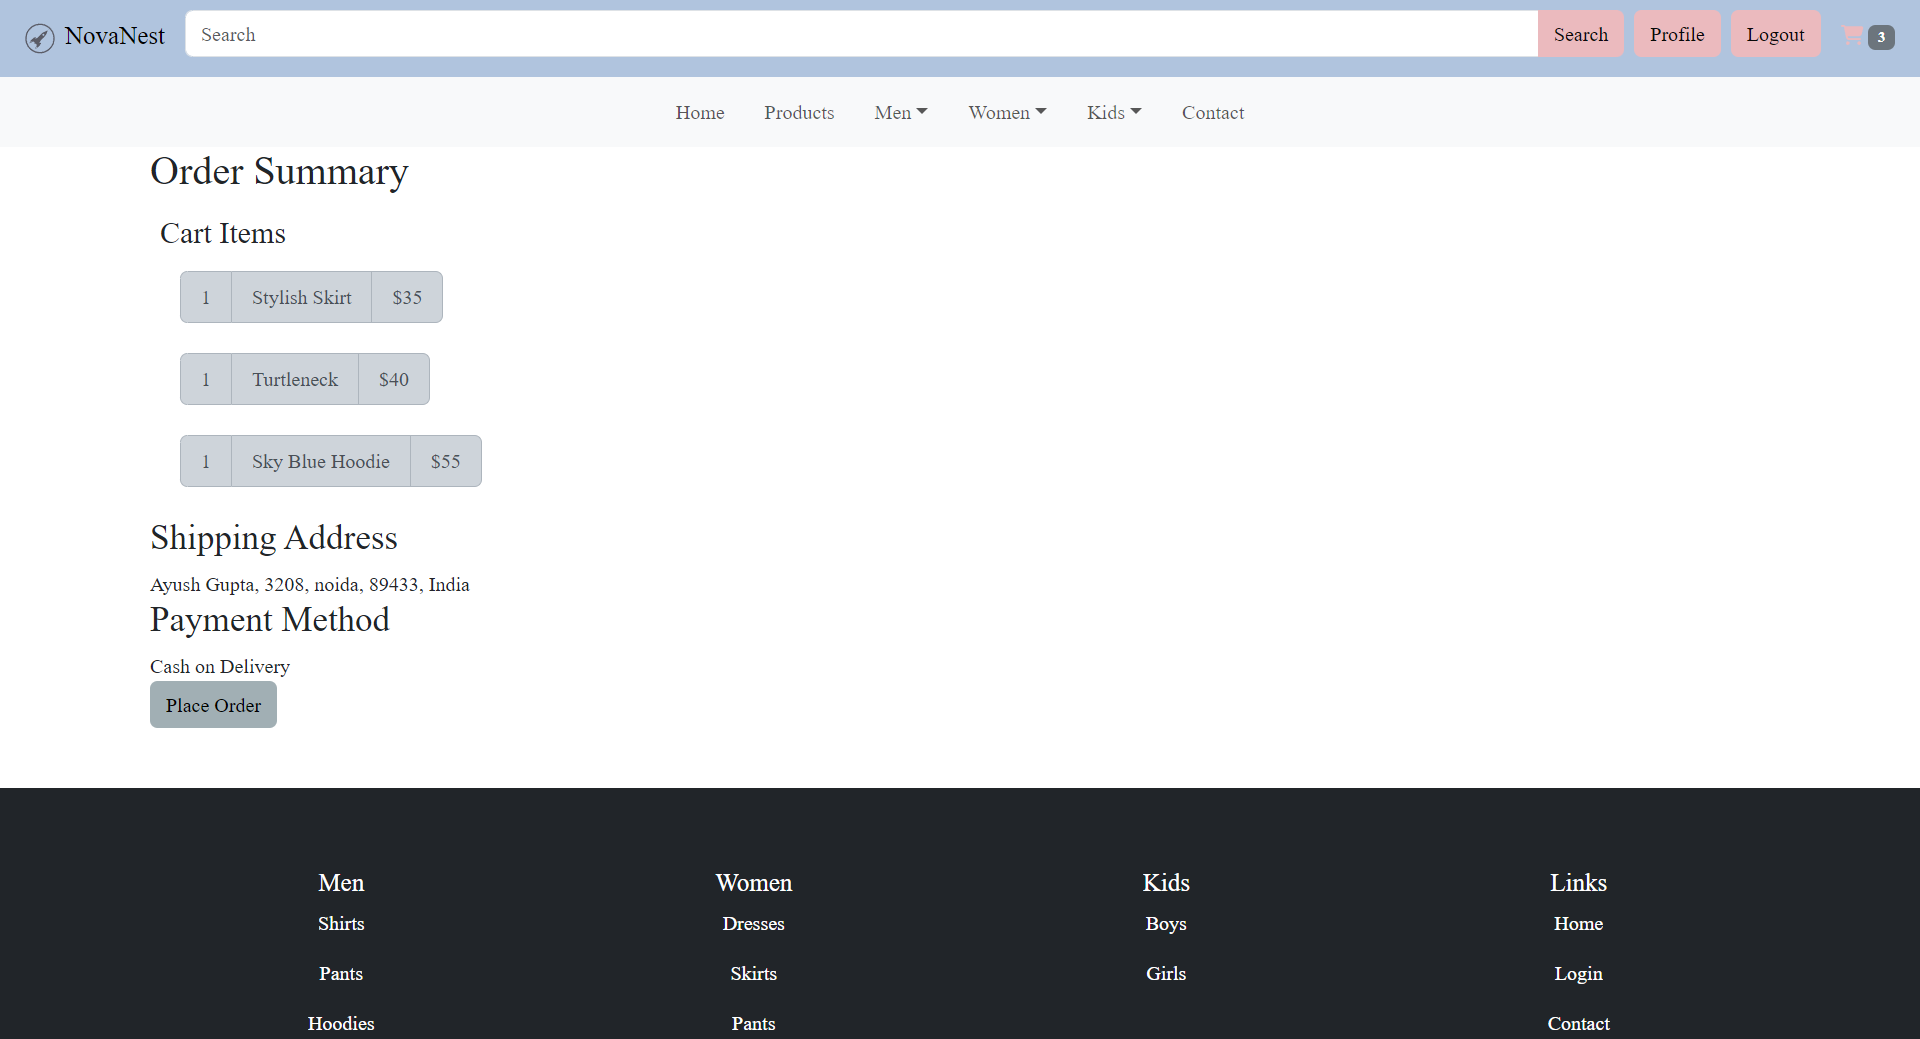 NovaNest Search Search Profile Logout 3
Home Products Men Women Kids Contact
Order Summary
Cart Items
1 Stylish Skirt $35
1 Turtleneck $40
1 Sky Blue Hoodie $55
Shipping Address
Ayush Gupta, 3208, noida, 89433, India
Payment Method
Cash on Delivery
Place Order
Men Women Kids Links
Shirts Dresses Boys Home
Pants Skirts Girls Login
Hoodies Pants Contact